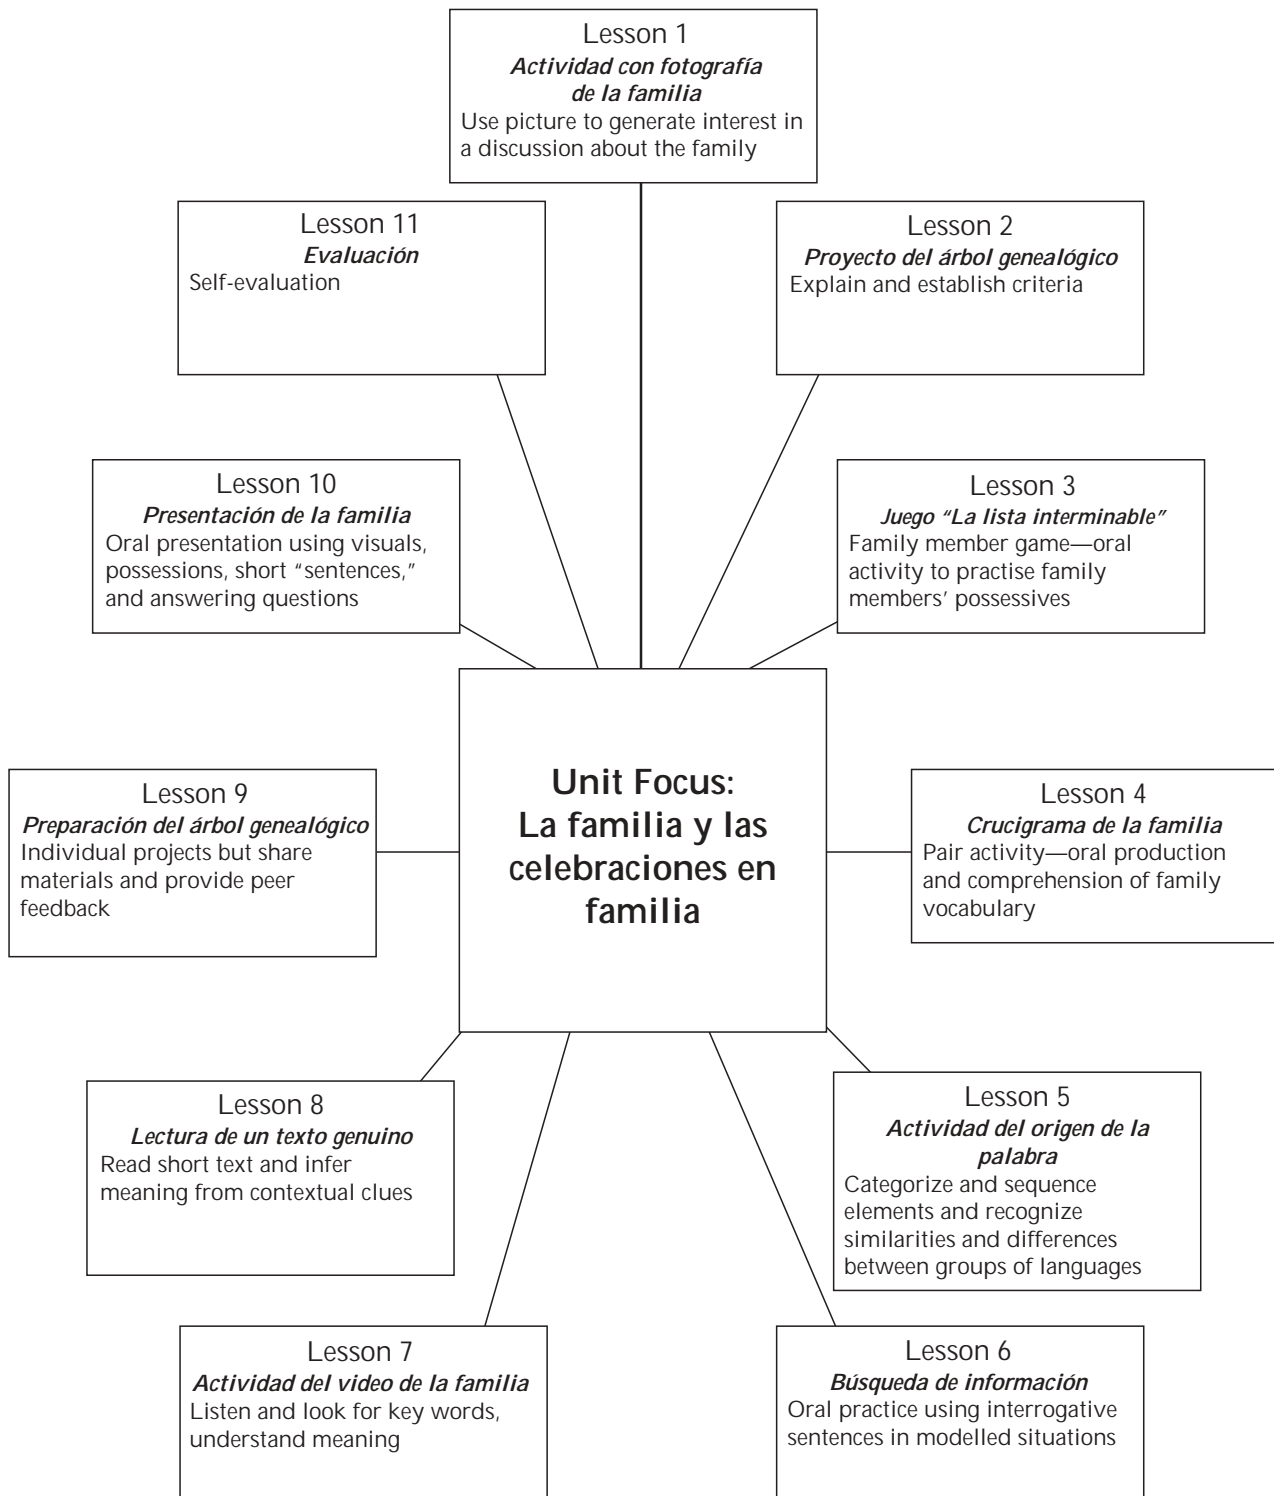 Lesson 1
Actividad con fotografía
de la familia
Use picture to generate interest in
a discussion about the family
Lesson 2
Proyecto del árbol genealógico
Explain and establish criteria
Lesson 3
Juego “La lista interminable”
Family member game—oral
activity to practise family
members’ possessives
Lesson 4
Crucigrama de la familia
Pair activity—oral production
and comprehension of family
vocabulary
Lesson 5
Actividad del origen de la
palabra
Categorize and sequence
elements and recognize
similarities and differences
between groups of languages
Lesson 6
Búsqueda de información
Oral practice using interrogative
sentences in modelled situations
Lesson 7
Actividad del video de la familia
Listen and look for key words,
understand meaning
Lesson 8
Lectura de un texto genuino
Read short text and infer
meaning from contextual clues
Lesson 9
Preparación del árbol genealógico
Individual projects but share
materials and provide peer
feedback
Lesson 10
Presentación de la familia
Oral presentation using visuals,
possessions, short “sentences,”
and answering questions
Lesson 11
Evaluación
Self-evaluation
Unit Focus:
La familia y las
celebraciones en
familia